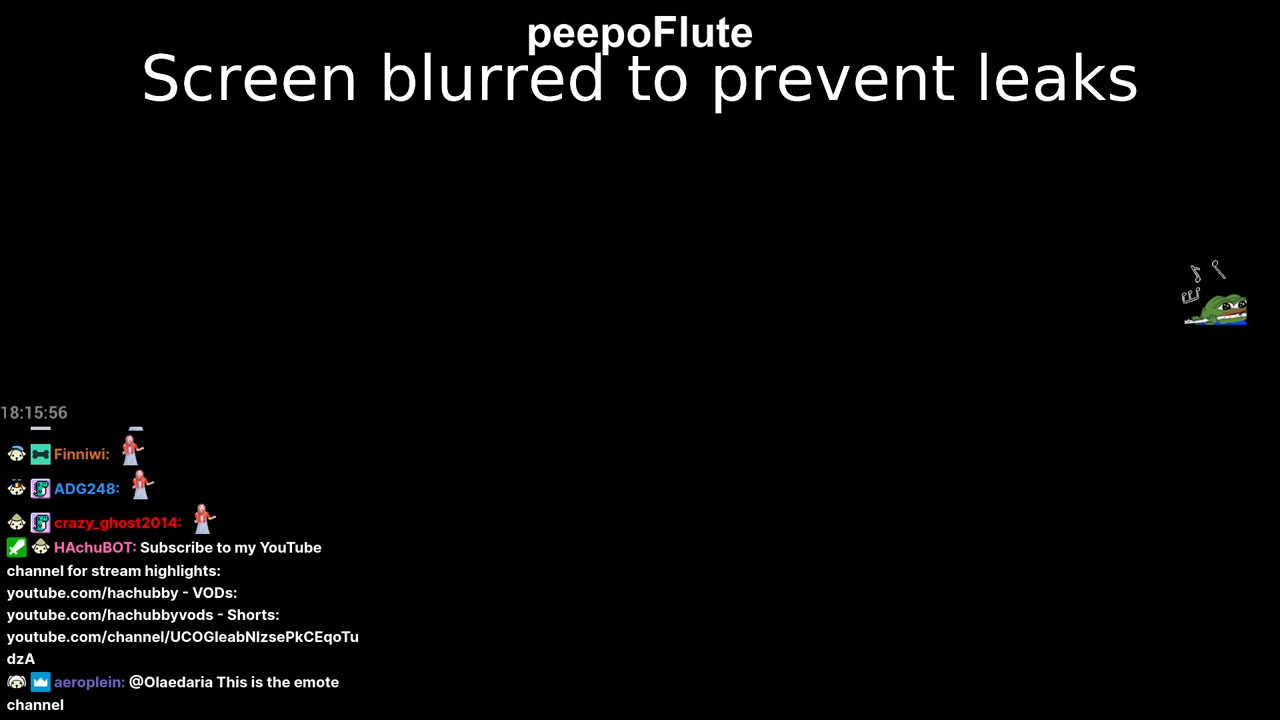 peepoFlute
Screen blurred to prevent leaks
18:15:56
Finniwi:
ADG248:
crazy_ghost2014:
HAchuBOT: Subscribe to my YouTube
channel for stream highlights:
youtube.com/hachubby - VODs:
youtube.com/hachubbyvods - Shorts:
youtube.com/channel/UCOGIeabNIzsePkCEqoTu
dzA
aeroplein: @Olaedaria This is the emote
channel